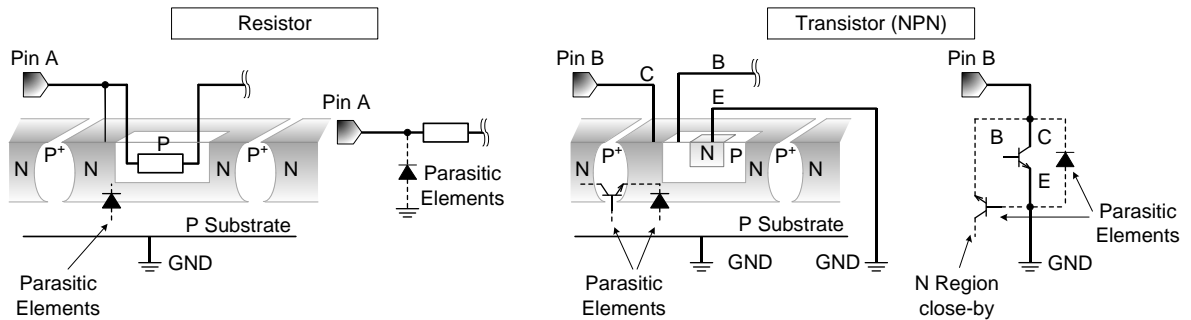 Resistor
Transistor (NPN)
Pin A
Pin A
P
N
P+
N
N
P+
N
Parasitic
Elements
P Substrate
GND
Parasitic
Elements
Pin B
C
B
E
N
P+
N
N
P
P+
N
P Substrate
GND
GND
Parasitic
Elements
Pin B
B
C
E
Parasitic
Elements
GND
N Region
close-by